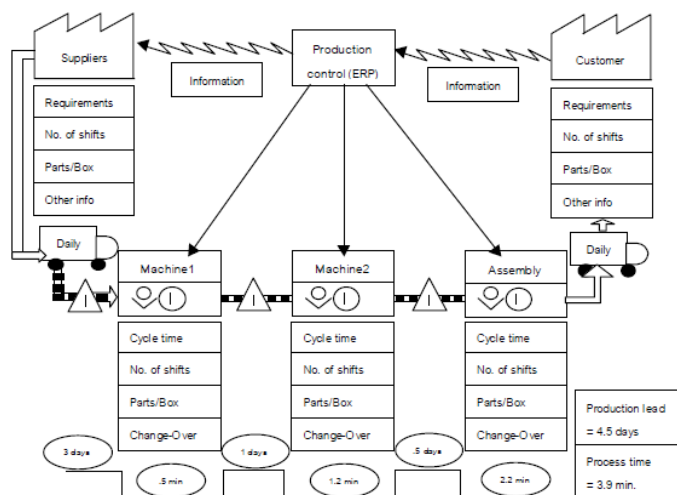 Suppliers
Information
Production
control (ERP)
Information
Customer
Requirements
No. of shifts
Parts/Box
Other info
Requirements
No. of shifts
Parts/Box
Other info
Daily
Daily
Machine1
Machine2
Assembly
I
I
I
I
I
I
Cycle time
No. of shifts
Parts/Box
Change-Over
Cycle time
No. of shifts
Parts/Box
Change-Over
Cycle time
No. of shifts
Parts/Box
Change-Over
Production lead
= 4.5 days
Process time
= 3.9 min.
3 days
.5 min
1 days
1.2 min
.5 days
2.2 min